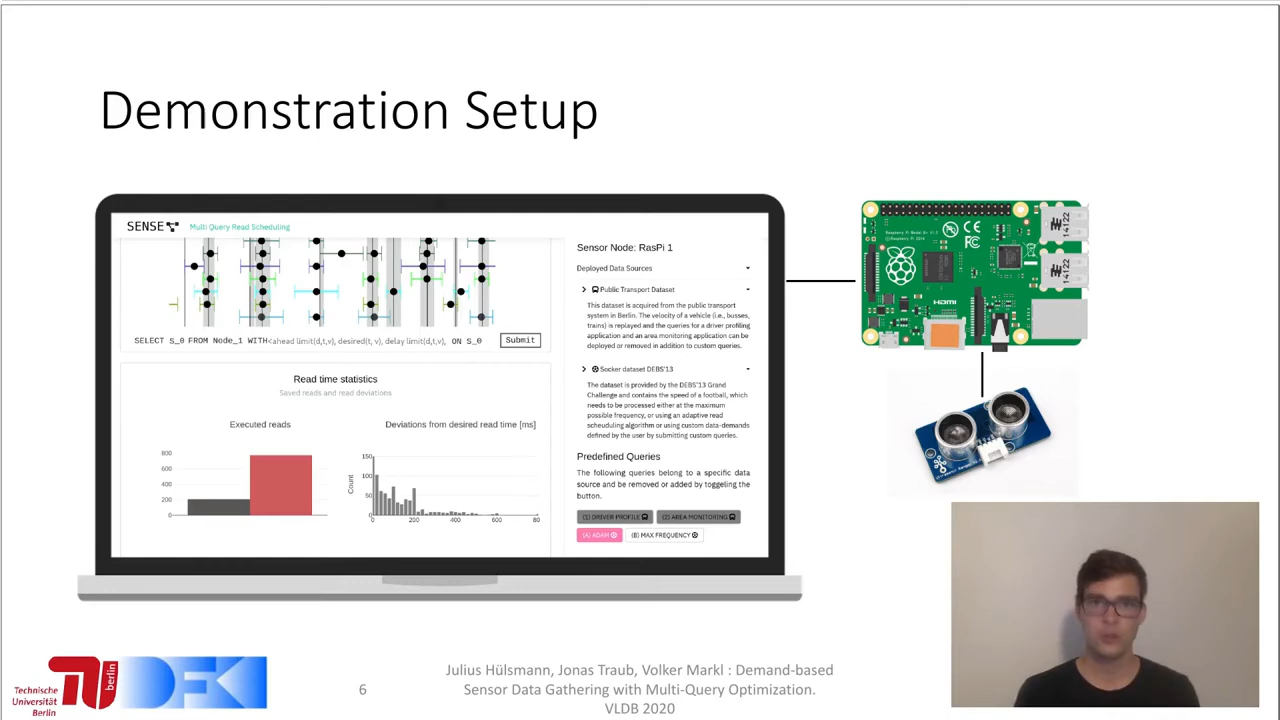 Demonstration Setup
SENSE
Multi Query Read Scheduling
SELECT S_0 FROM Node_1 WITH <ahead limit(d,t,v), desired(t, v), delay limit(d,t,v), ON S_0
Submit
Read time statistics
Saved reads and read deviations
Executed reads
800
600
400
200
0
Deviations from desired read time [ms]
Count
150
100
50
0
0
200
400
600
80
Sensor Node: RasPi 1
Deployed Data Sources
Public Transport Dataset
This dataset is acquired from the public transport
system in Berlin. The velocity of a vehicle (i.e., busses,
trains) is replayed and the queries for a driver profiling
application and an area monitoring application can be
deployed or removed in addition to custom queries.
Socker dataset DEBS'13
The dataset is provided by the DEBS'13 Grand
Challenge and contains the speed of a football, which
needs to be processed either at the maximum
possible frequency, or using an adaptive read
scheuduling algorithm or using custom data-demands
defined by the user by submitting custom queries.
Predefined Queries
The following queries belong to a specific data
source and be removed or added by toggeling the
button.
(1) DRIVER PROFILE
(2) AREA MONITORING
(A) ADAM
(B) MAX FREQUENCY
HDMI
14122
14122
Technische
Universität
Berlin
berlin
DFKI
6
Julius Hülsmann, Jonas Traub, Volker Markl : Demand-based
Sensor Data Gathering with Multi-Query Optimization.
VLDB 2020